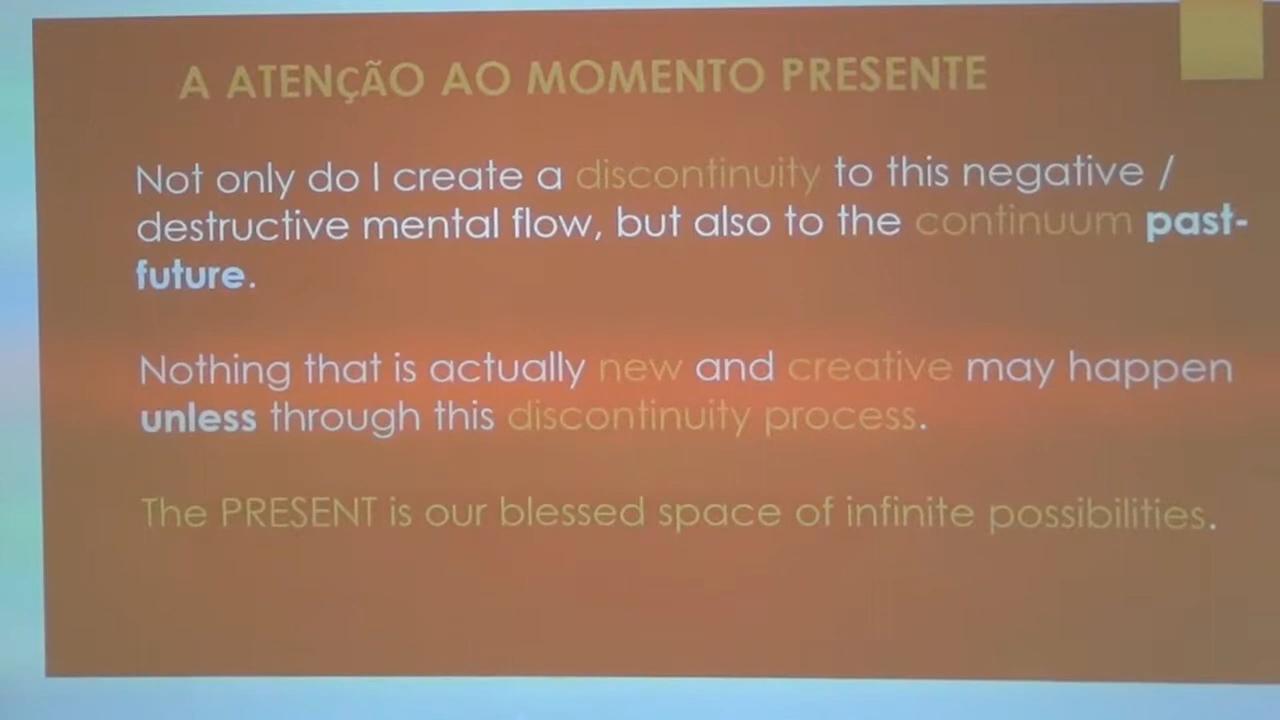 A ATENÇÃO AO MOMENTO PRESENTE
Not only do I create a discontinuity to this negative /
destructive mental flow, but also to the continuum past-
future.
Nothing that is actually new and creative may happen
unless through this discontinuity process.
The PRESENT is our blessed space of infinite possibilities.